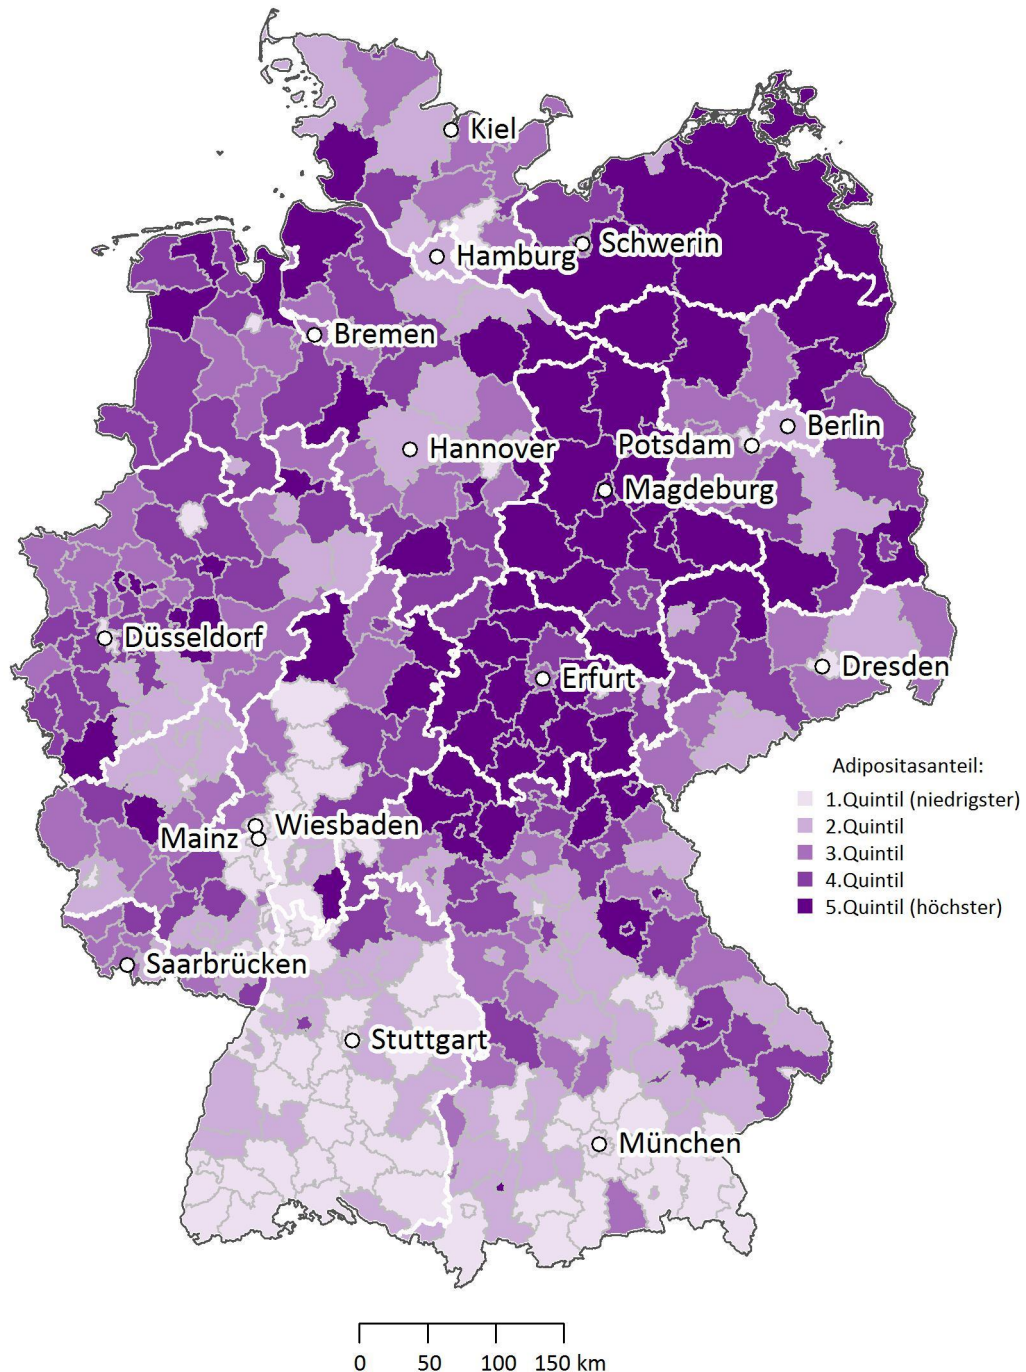 Kiel
Schwerin
Hamburg
Bremen
Berlin
Hannover
Potsdam
Magdeburg
Düsseldorf
Dresden
Erfurt
Wiesbaden
Mainz
Saarbrücken
Stuttgart
München
Adipositasanteil:
1.Quintil (niedrigster)
2.Quintil
3.Quintil
4.Quintil
5.Quintil (höchster)
0 50 100 150 km